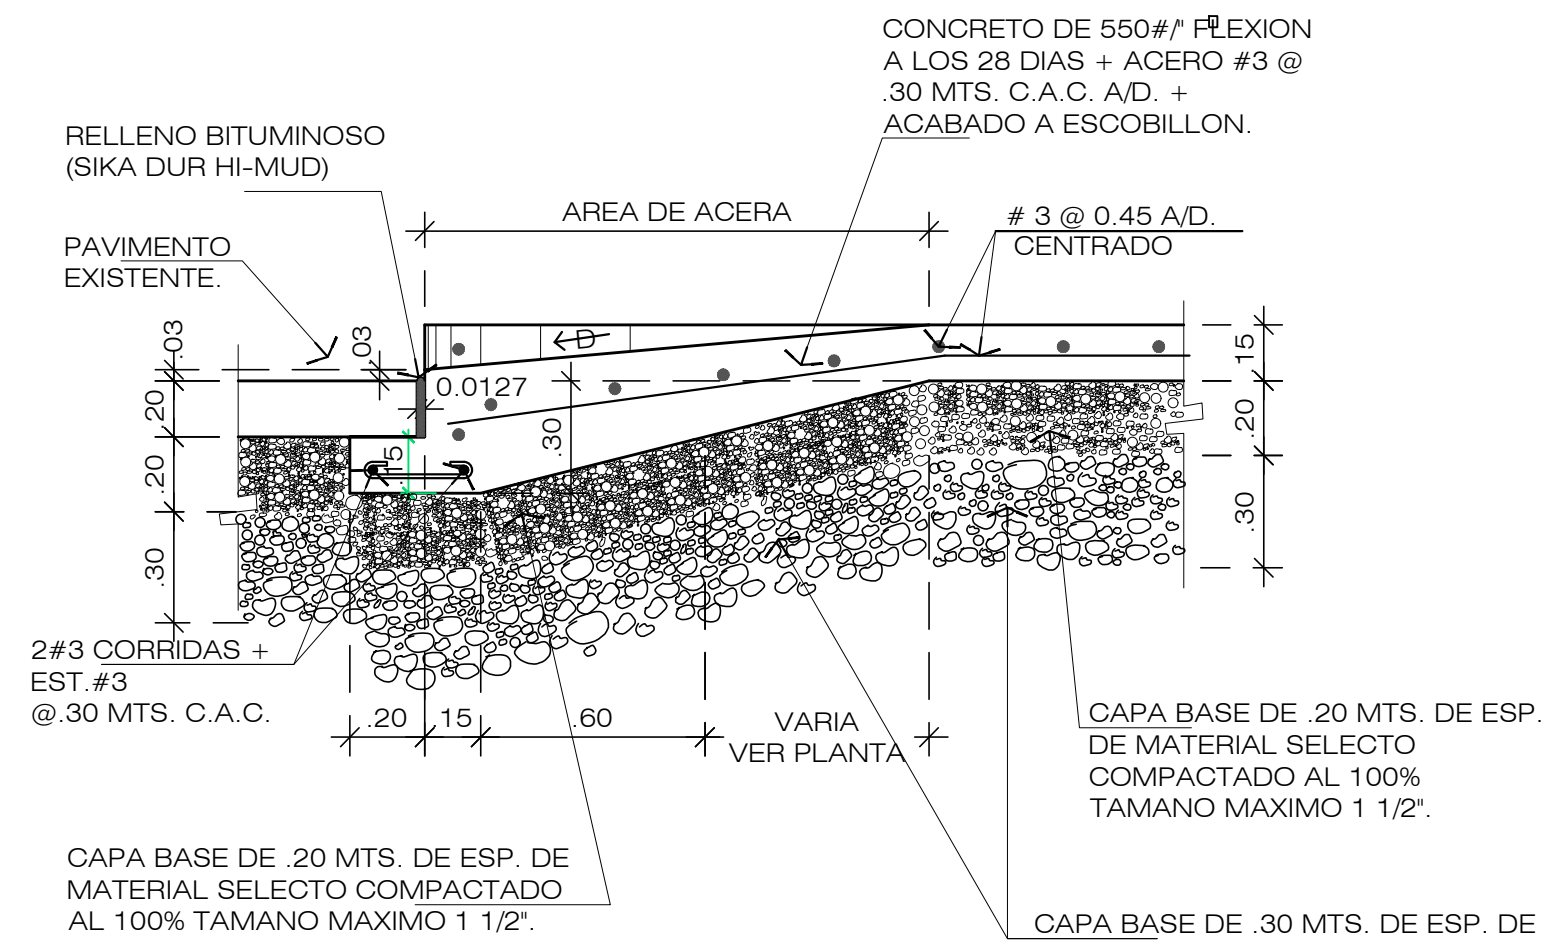 CONCRETO DE 550#/" FLEXION
A LOS 28 DIAS + ACERO #3 @
.30 MTS. C.A.C. A/D. +
ACABADO A ESCOBILLON.
RELLENO BITUMINOSO
(SIKA DUR HI-MUD)
AREA DE ACERA
# 3 @ 0.45 A/D.
CENTRADO
PAVIMENTO
EXISTENTE.
.03
.03
D
.15
0.0127
.20
.20
.30
.20
.5
.30
.30
2#3 CORRIDAS +
EST.#3
@.30 MTS. C.A.C.
.20
.15
.60
VARIA
VER PLANTA
CAPA BASE DE .20 MTS. DE ESP.
DE MATERIAL SELECTO
COMPACTADO AL 100%
TAMANO MAXIMO 1 1/2".
CAPA BASE DE .20 MTS. DE ESP. DE
MATERIAL SELECTO COMPACTADO
AL 100% TAMANO MAXIMO 1 1/2".
CAPA BASE DE .30 MTS. DE ESP. DE